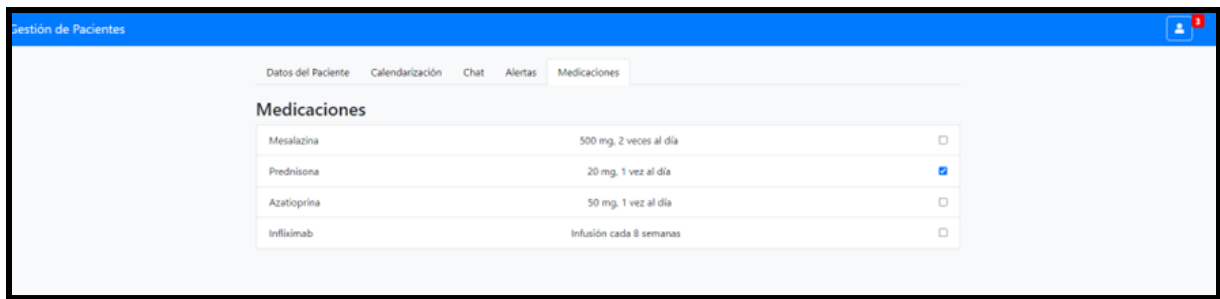 Gestión de Pacientes
3
Datos del Paciente Calendarización Chat Alertas Medicaciones
Medicaciones
Mesalazina 500 mg, 2 veces al día
Prednisona 20 mg, 1 vez al día
Azatioprina 50 mg, 1 vez al día
Infliximab Infusión cada 8 semanas